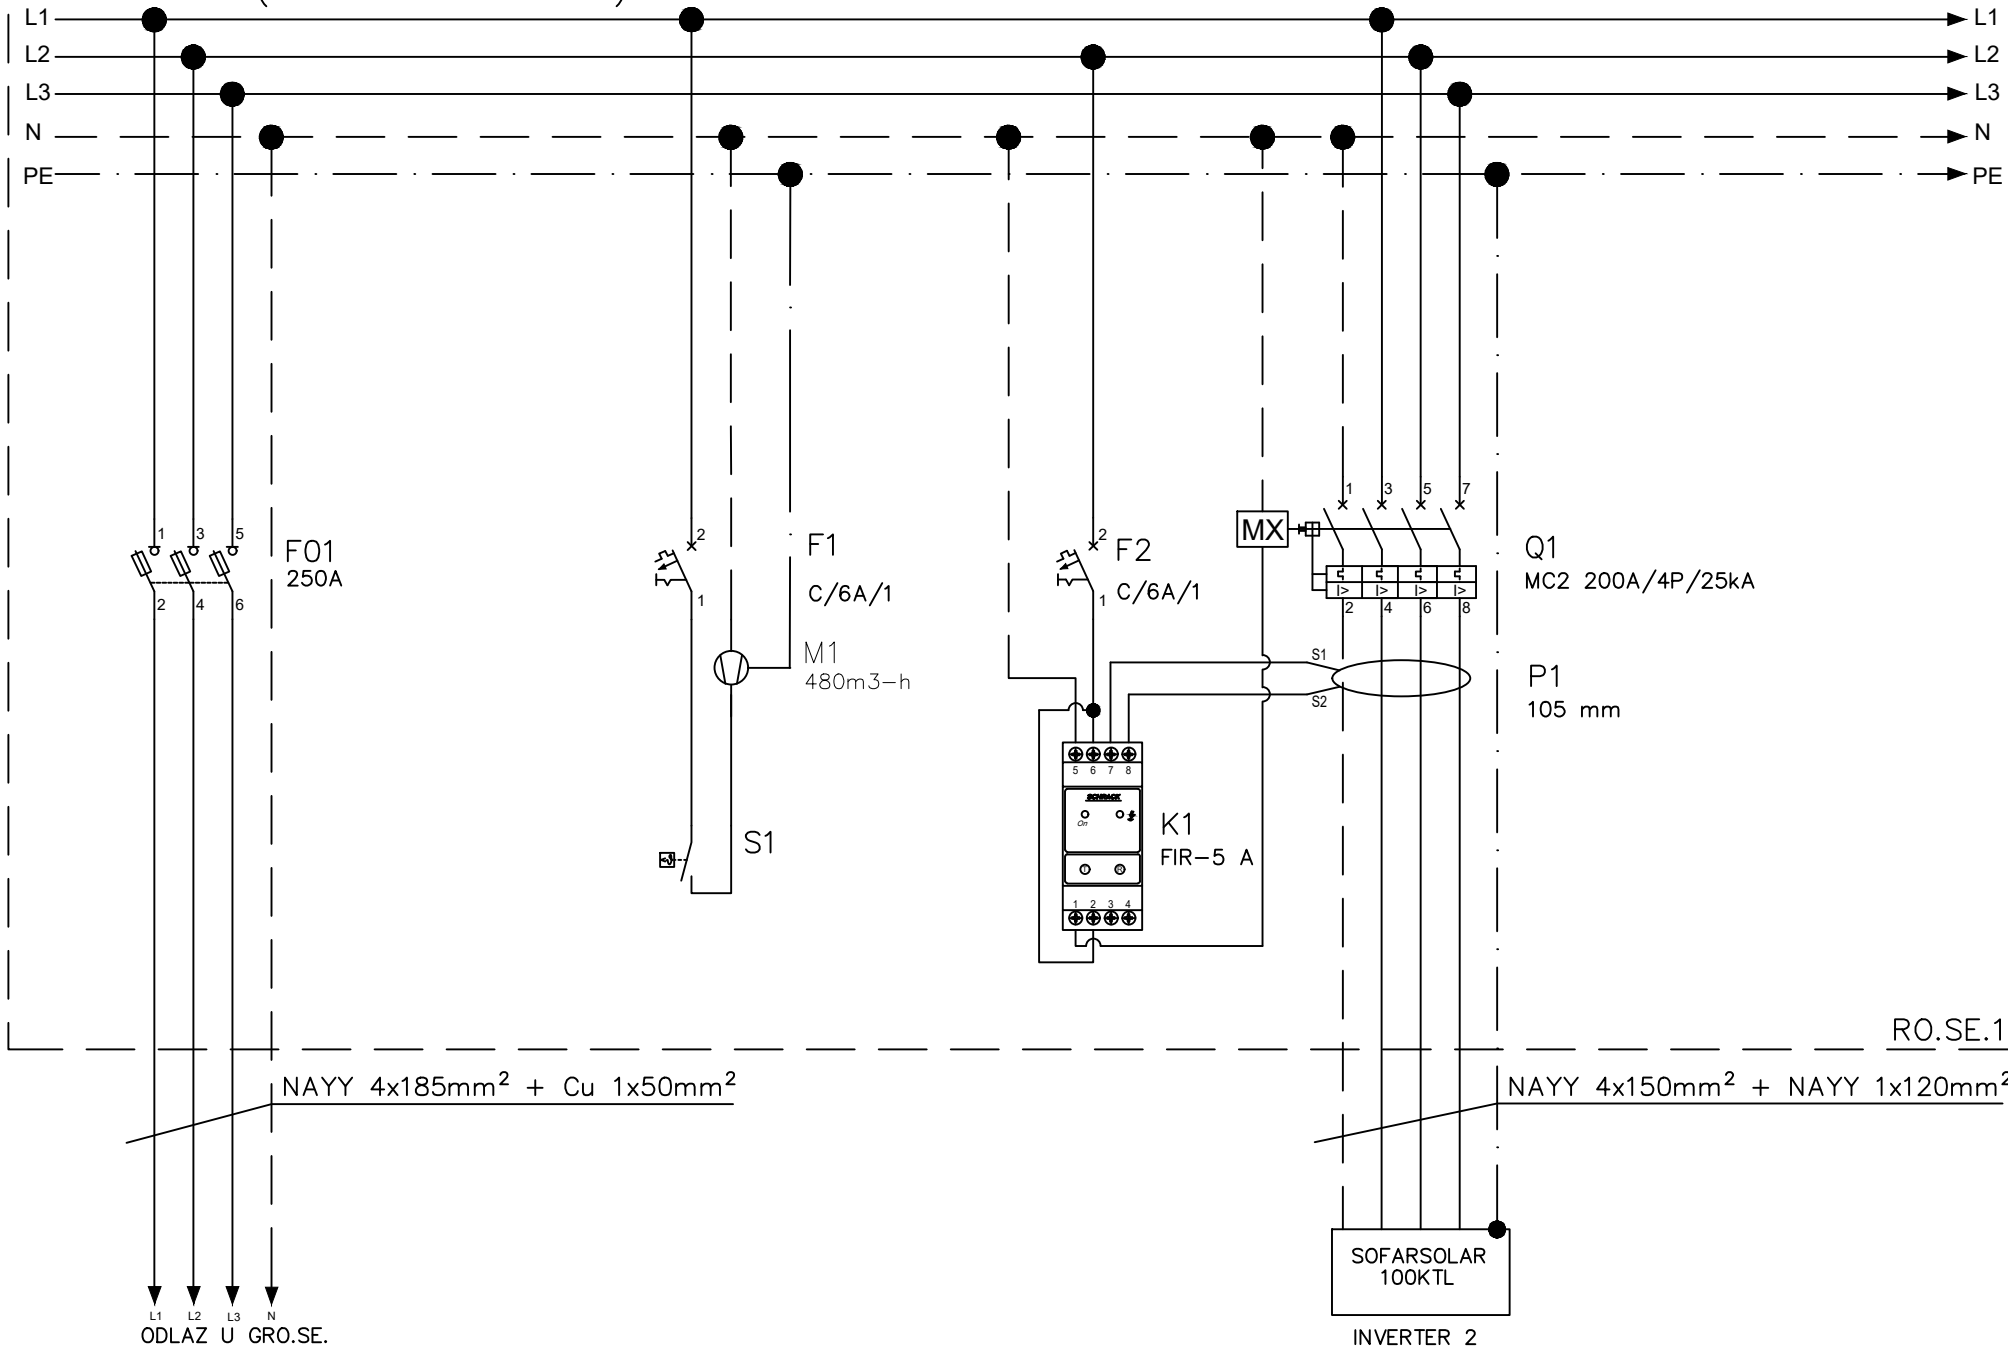 L1 L1
L2 L2
L3 L3
N N
PE PE
1 3 5
F01
250A
2 4 6
2
F1
C/6A/1
1
M1
480m3-h
S1
2
F2
C/6A/1
1
MX
1 3 5 7
I> I> I> I>
2 4 6 8
Q1
MC2 200A/4P/25kA
S1
S2
P1
105 mm
5 6 7 8
SCHRACK
On
T R
1 2 3 4
K1
FIR-5 A
RO.SE.1
NAYY 4x185mm² + Cu 1x50mm²
NAYY 4x150mm² + NAYY 1x120mm²
L1 L2 L3 N
ODLAZ U GRO.SE.
SOFARSOLAR
100KTL
INVERTER 2